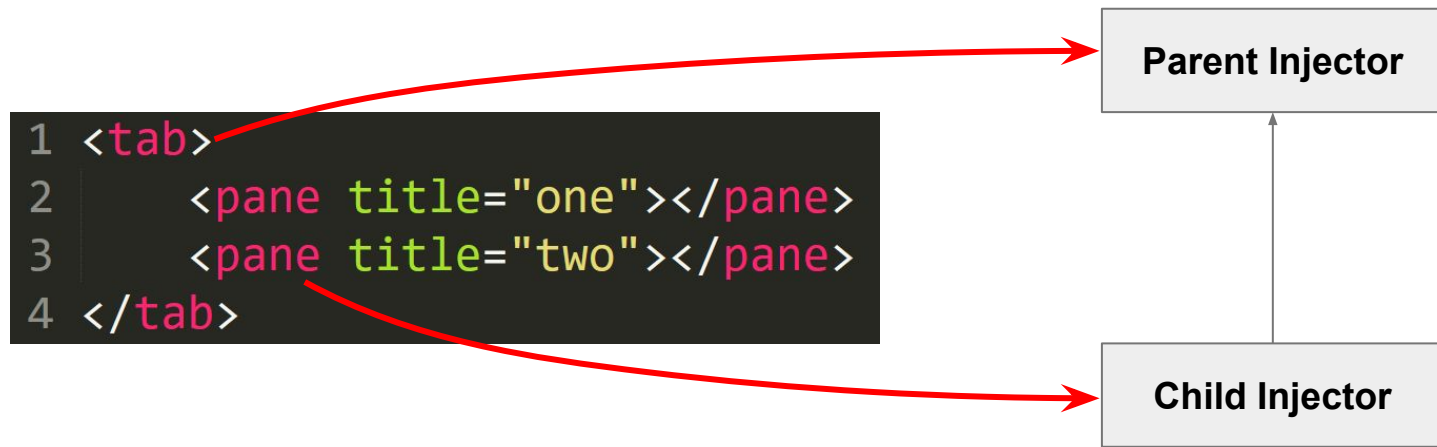 Parent Injector
1 <tab>
2     <pane title="one"></pane>
3     <pane title="two"></pane>
4 </tab>
Child Injector